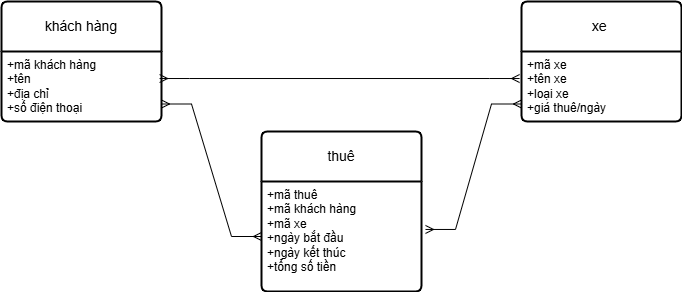 khách hàng
+mã khách hàng
+tên
+địa chỉ
+số điện thoại
xe
+mã xe
+tên xe
+loại xe
+giá thuê/ngày
thuê
+mã thuê
+mã khách hàng
+mã xe
+ngày bắt đầu
+ngày kết thúc
+tổng số tiền